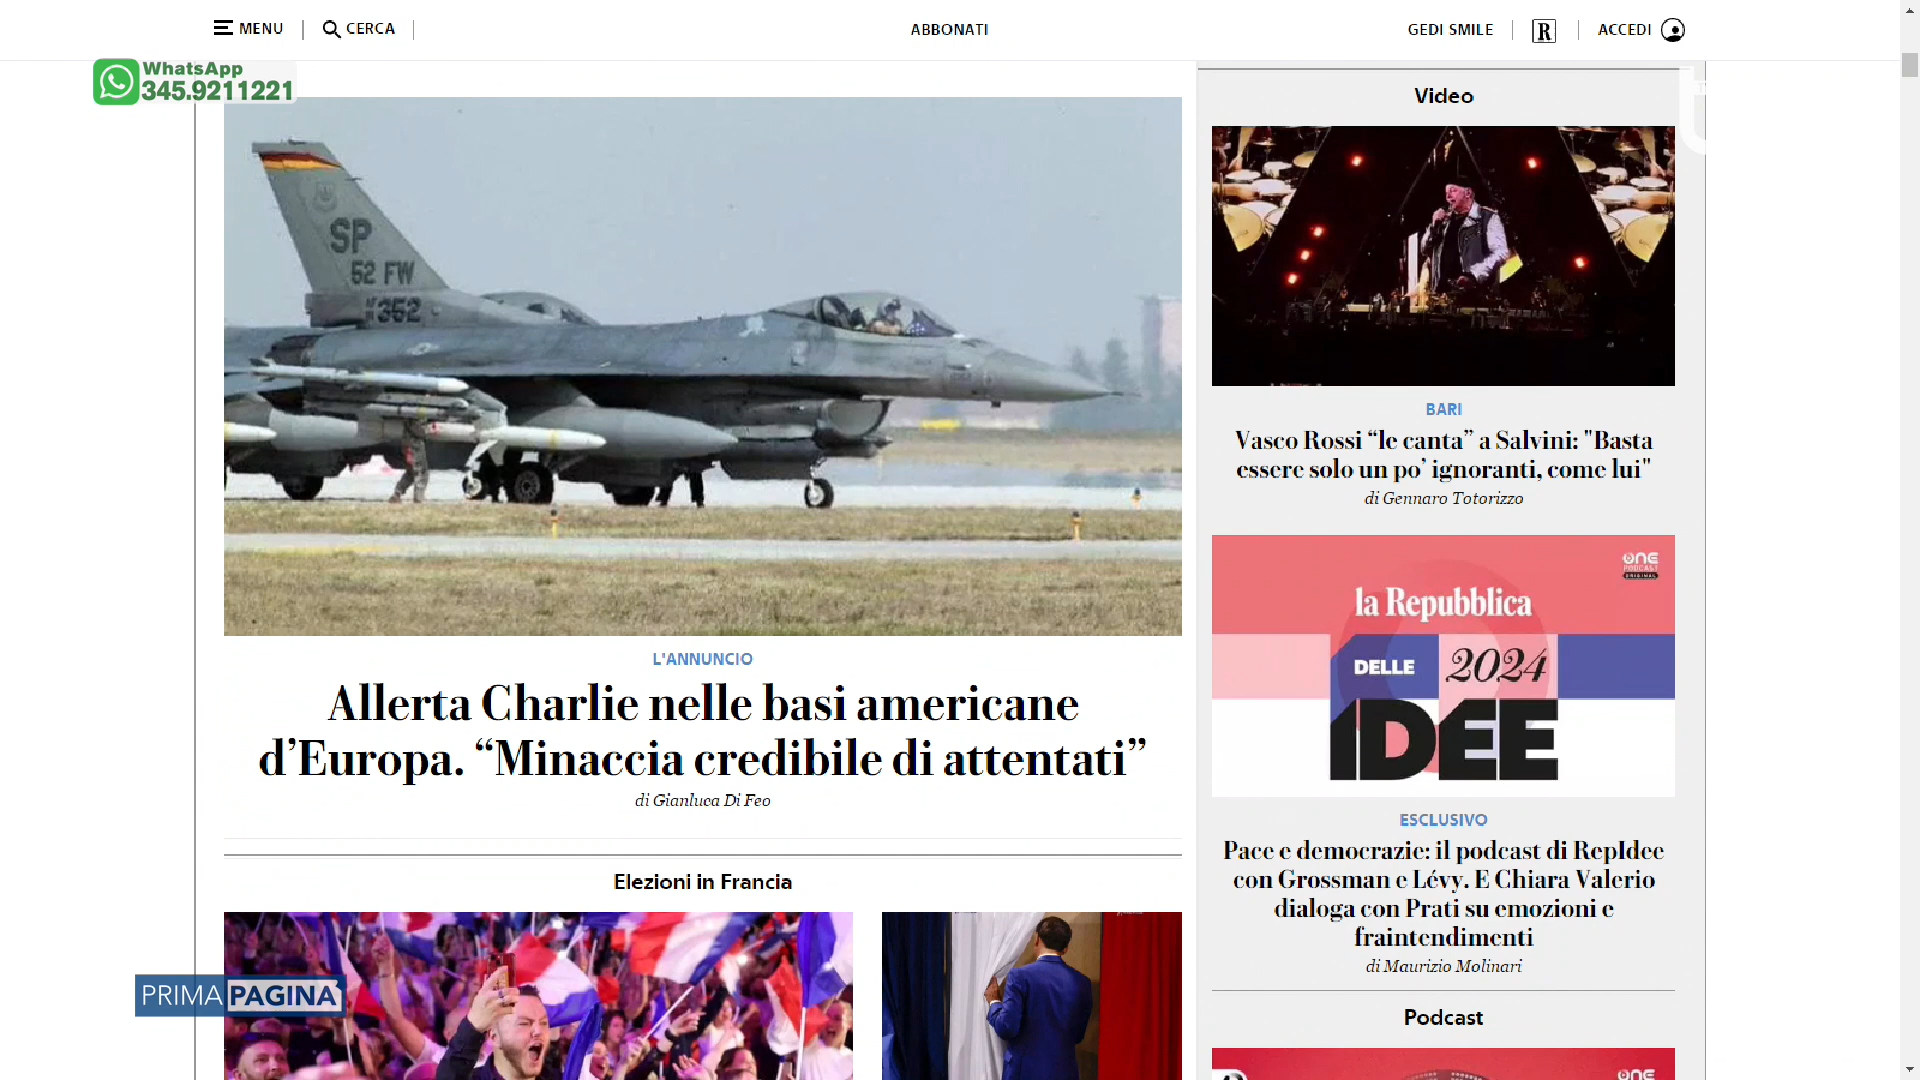 MENU
CERCA
ABBONATI
GEDI SMILE
R
ACCEDI
WhatsApp
345.9211221
SP
52 FW
352
L'ANNUNCIO
Allerta Charlie nelle basi americane
d’Europa. “Minaccia credibile di attentati”
di Gianluca Di Feo
Elezioni in Francia
PRIMA PAGINA
Video
BARI
Vasco Rossi “le canta” a Salvini: "Basta
essere solo un po’ ignoranti, come lui"
di Gennaro Totorizzo
ONE
PODCAST
ORIGINAL
la Repubblica
DELLE 2024
IDEE
ESCLUSIVO
Pace e democrazie: il podcast di RepIdee
con Grossman e Lévy. E Chiara Valerio
dialoga con Prati su emozioni e
fraintendimenti
di Maurizio Molinari
Podcast
ONE